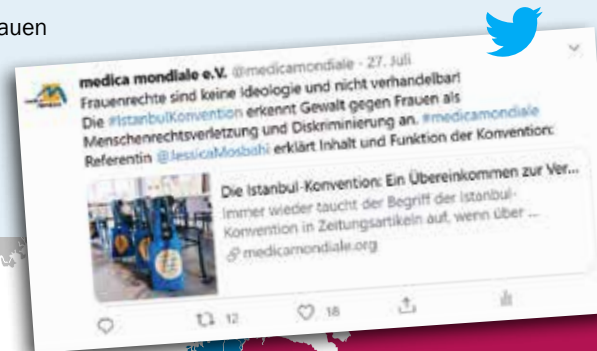 auen
medica mondiale e.V. @medicamondiale · 27. Juli
Frauenrechte sind keine Ideologie und nicht verhandelbar!
Die #IstanbulKonvention erkennt Gewalt gegen Frauen als
Menschenrechtsverletzung und Diskriminierung an. #medicamondiale
Referentin @JessicaMosbahi erklärt Inhalt und Funktion der Konvention:
Die Istanbul-Konvention: Ein Übereinkommen zur Ver...
Immer wieder taucht der Begriff der Istanbul-
Konvention in Zeitungsartikeln auf, wenn über ...
medicamondiale.org
12
18